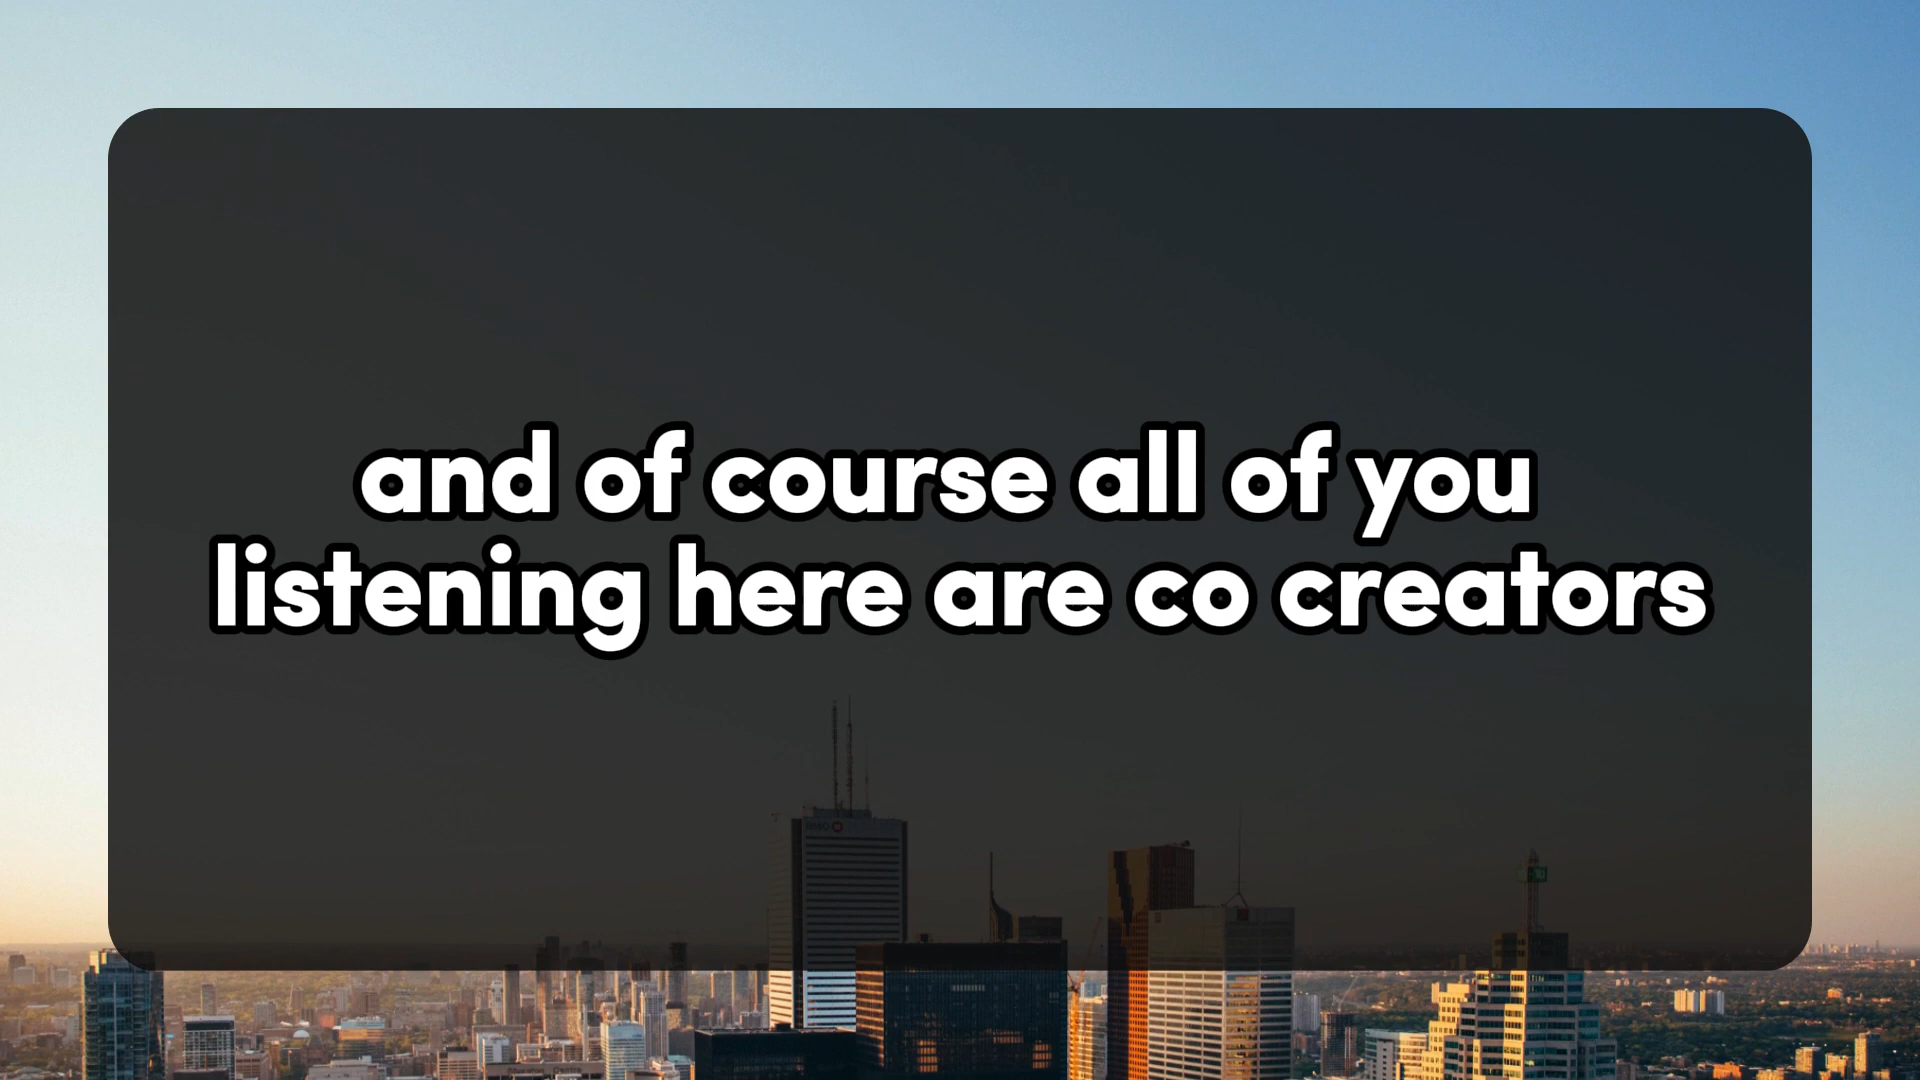 and of course all of you
listening here are co creators